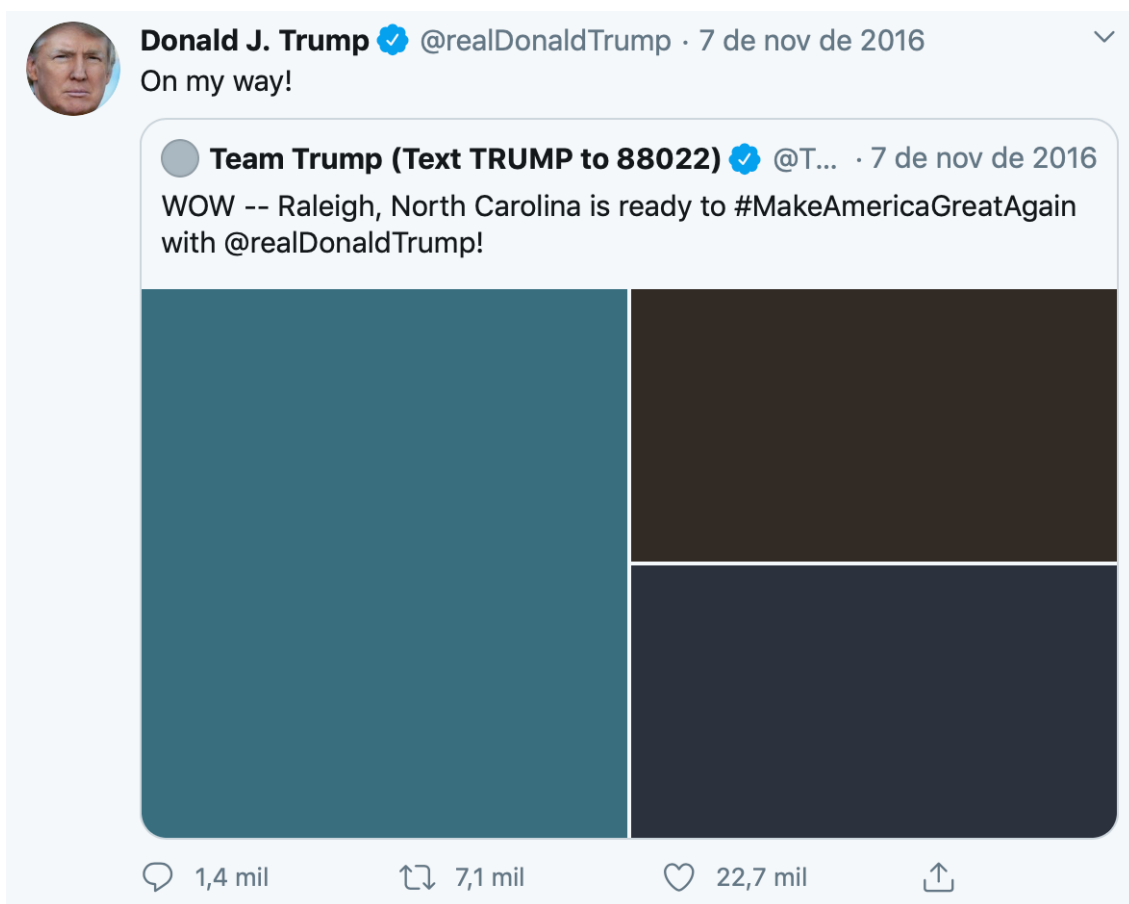 Donald J. Trump @realDonaldTrump · 7 de nov de 2016
On my way!
Team Trump (Text TRUMP to 88022) @T... · 7 de nov de 2016
WOW -- Raleigh, North Carolina is ready to #MakeAmericaGreatAgain
with @realDonaldTrump!
1,4 mil 7,1 mil 22,7 mil